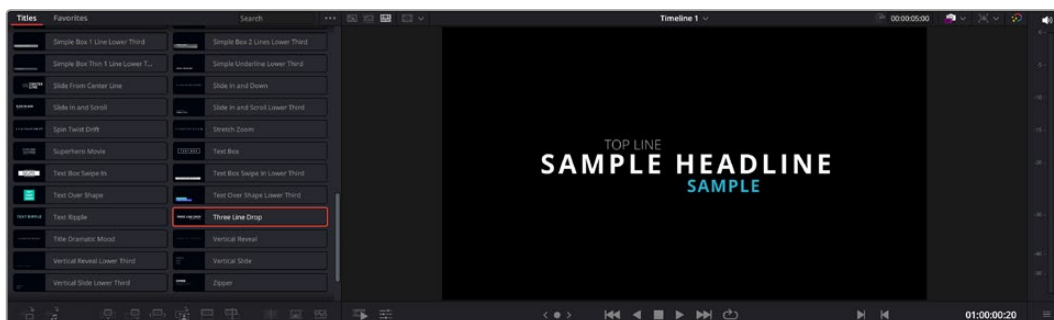 Titles Favorites Search
Timeline 1 00:00:05:00
Simple Box 1 Line Lower Third Simple Box 2 Lines Lower Third
Simple Box Thin 1 Line Lower T... Simple Underline Lower Third
Slide From Center Line Slide In and Down
Slide In and Scroll Slide In and Scroll Lower Third
Spin Twist Drift Stretch Zoom
Superhero Movie Text Box
Text Box Swipe In Text Box Swipe In Lower Third
Text Over Shape Text Over Shape Lower Third
TEXT RIPPLE Text Ripple THREE LINE DROP Three Line Drop
Title Dramatic Mood Vertical Reveal
Vertical Reveal Lower Third Vertical Slide
Vertical Slide Lower Third Zipper
TOP LINE
SAMPLE HEADLINE
SAMPLE
01:00:00:20